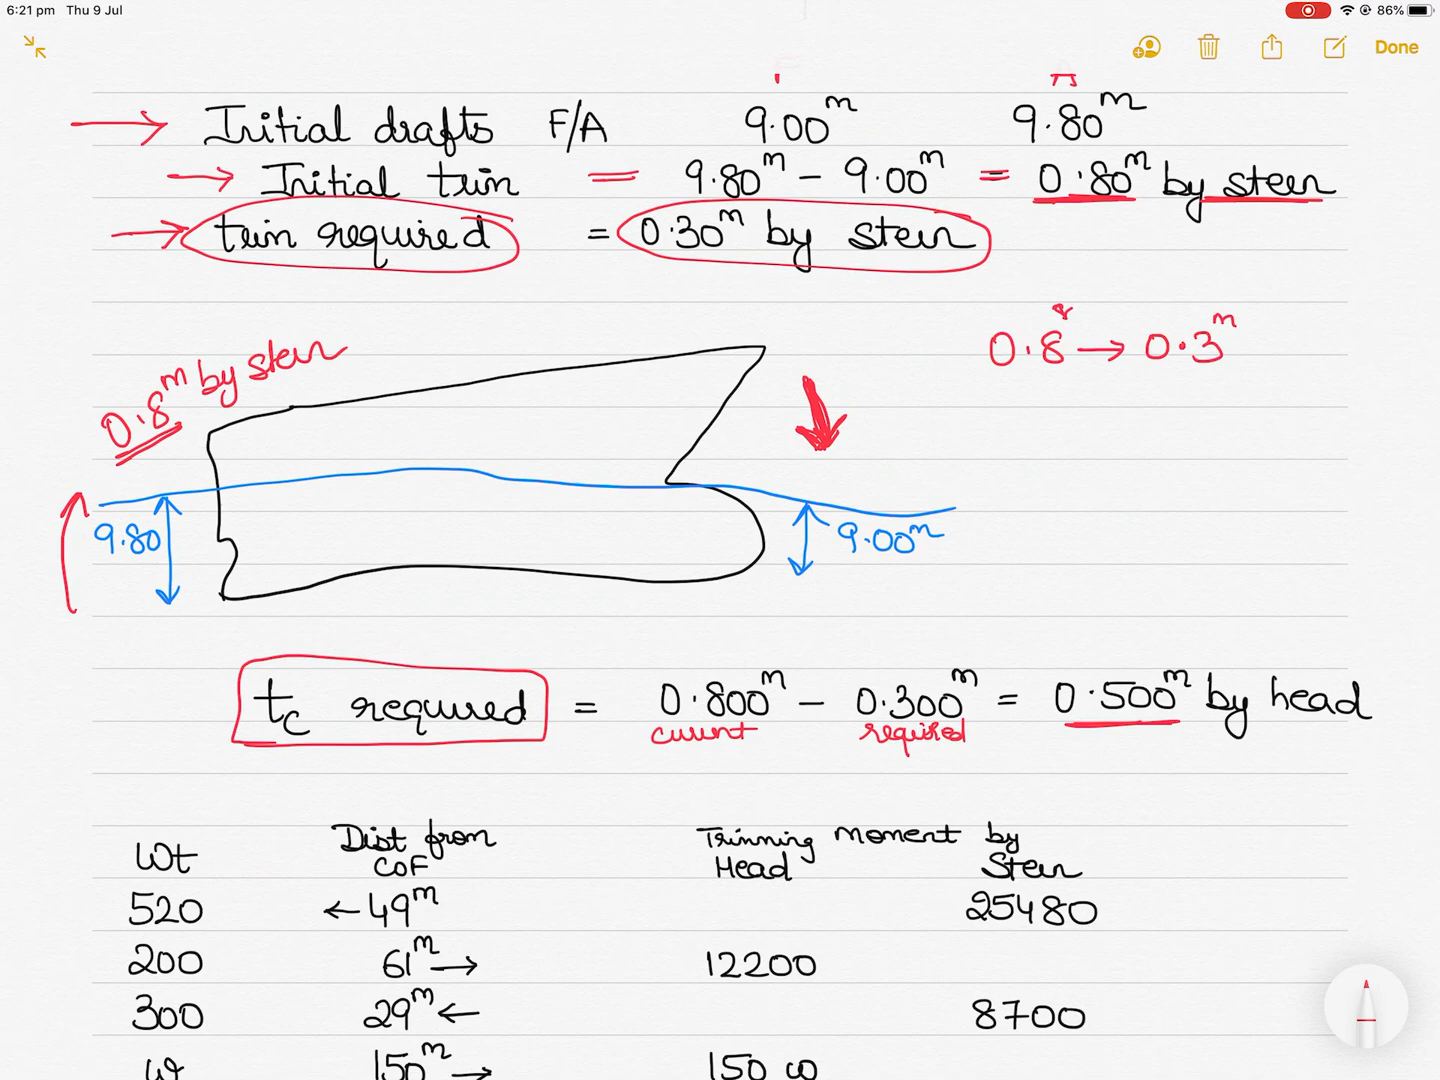 6:21 pm Thu 9 Jul 86%
Done
→ Initial drafts F/A 9.00m 9.80m
→ Initial trim = 9.80m - 9.00m = 0.80m by stern
→ trim required = 0.30m by stern
0.8 → 0.3m
0.8m by stern
9.80 9.00m
tc required = 0.800m - 0.300m = 0.500m by head
current required
Wt Dist from COF Trimming moment by
Head Stern
520 ← 49m 25480
200 61m → 12200
300 29m ← 8700
W 150m → 150 W